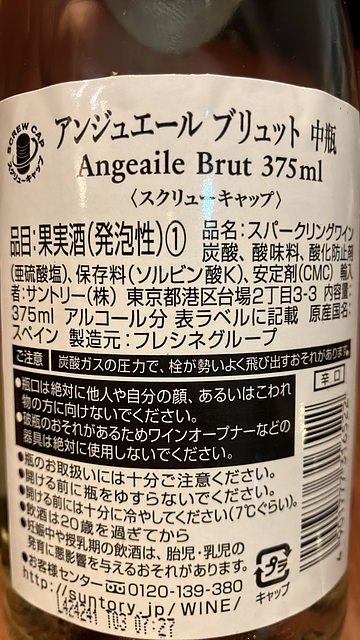 SCREW CAP
スクリューキャップ
アンジュエール ブリュット 中瓶
Angeaile Brut 375ml
〈スクリューキャップ〉
品目:果実酒(発泡性)① 品名:スパークリングワイン
炭酸、酸味料、酸化防止剤
(亜硫酸塩)、保存料(ソルビン酸K)、安定剤(CMC) 輸入
者:サントリー(株) 東京都港区台場2丁目3-3 内容量:
375ml アルコール分 表ラベルに記載 原産国名:
スペイン 製造元:フレシネグループ
ご注意 炭酸ガスの圧力で、栓が勢いよく飛び出すおそれがあります。
●瓶口は絶対に他人や自分の顔、あるいはこわれ
物の方に向けないでください。
●破瓶のおそれがあるためワインオープナーなどの
器具は絶対に使用しないでください。
辛口
●瓶のお取扱いには十分ご注意ください。
●開ける前に瓶をゆすらないでください。
●開ける前には十分に冷やしてください(7℃ぐらい)。
●飲酒は20歳を過ぎてから
●妊娠中や授乳期の飲酒は、胎児・乳児の
発育に悪影響を与えるおそれがあります。
●お客様センター 0120-139-380
http://suntory.jp/WINE/
プラ
キャップ
L424241 103 07:27